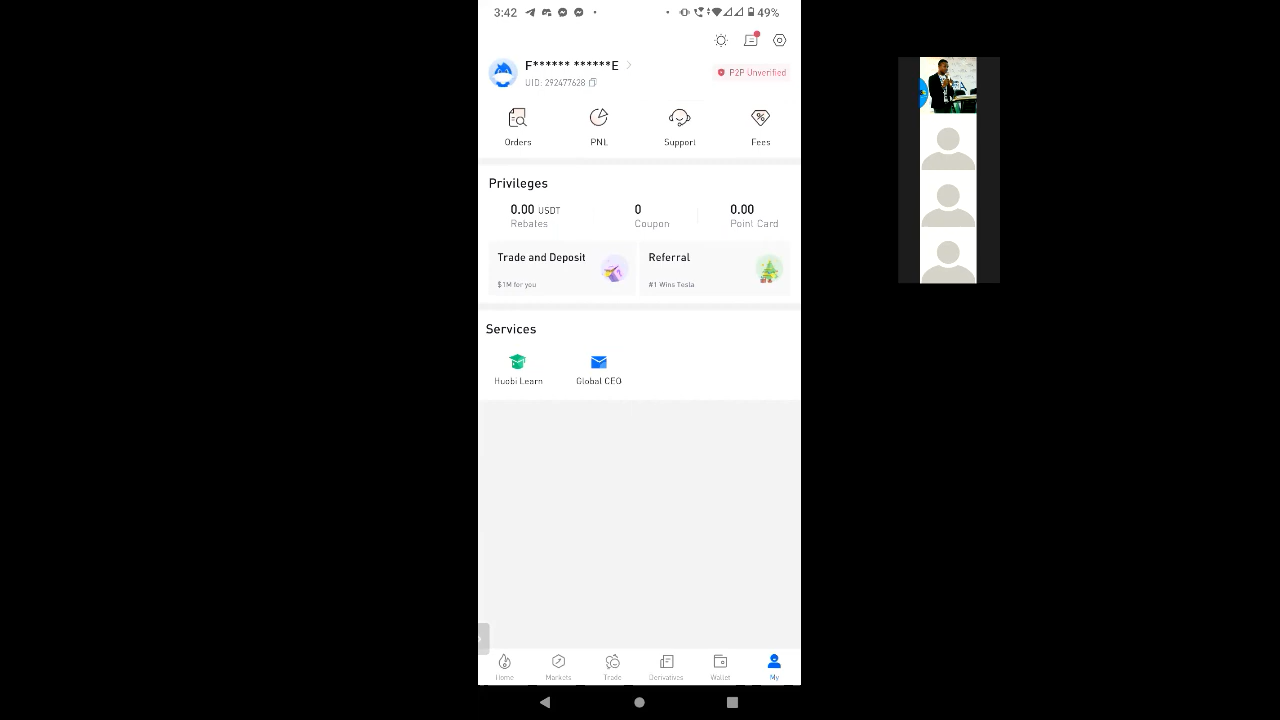 3:42 49%
F****** ******E
UID: 292477628
P2P Unverified
Orders PNL Support Fees
Privileges
0.00 USDT 0 0.00
Rebates Coupon Point Card
Trade and Deposit Referral
$1M for you #1 Wins Tesla
Services
Huobi Learn Global CEO
Home Markets Trade Derivatives Wallet My